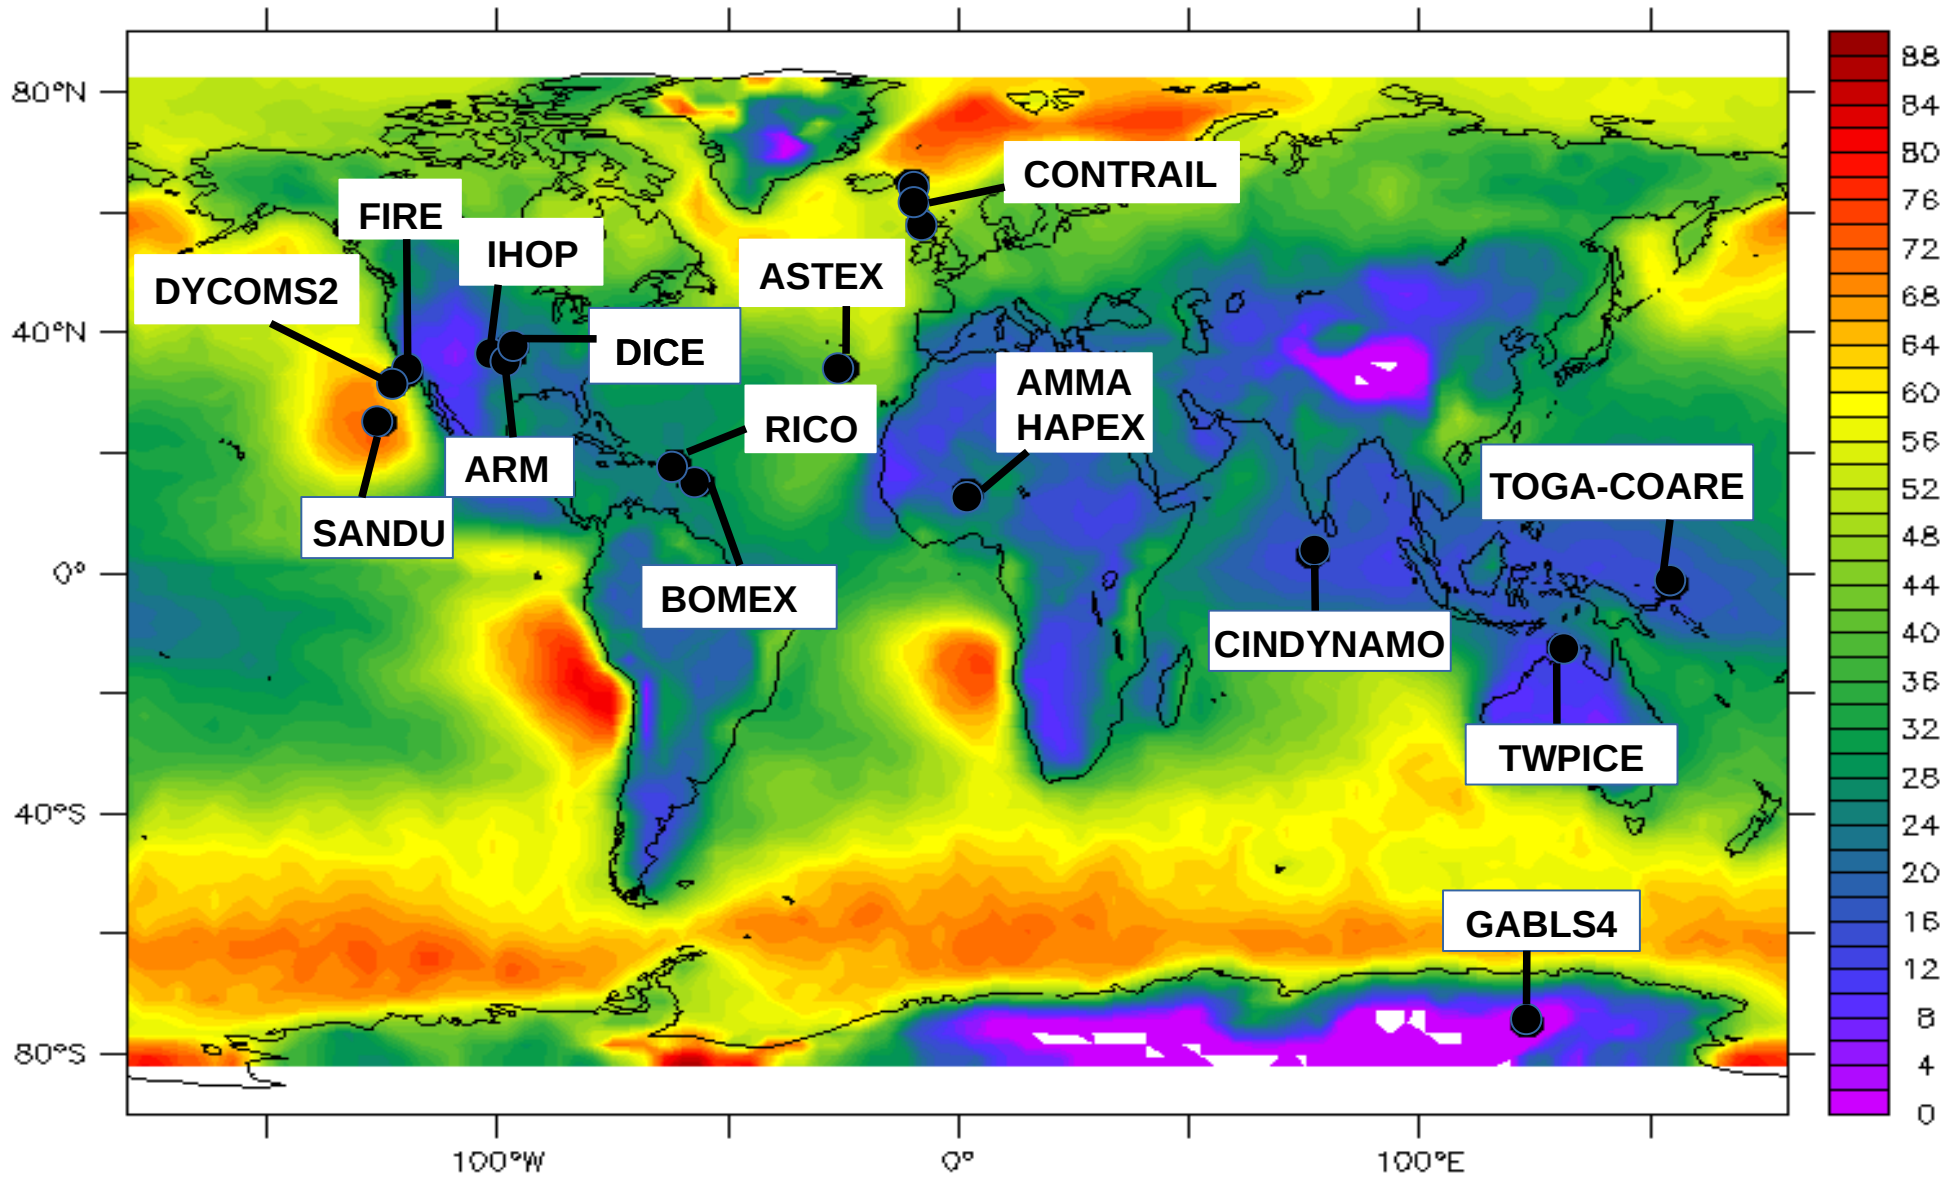 80°N
40°N
0°
40°S
80°S
100°W
0°
100°E
CONTRAIL
FIRE
IHOP
ASTEX
DYCOMS2
DICE
AMMA
HAPEX
RICO
ARM
TOGA-COARE
SANDU
BOMEX
CINDYNAMO
TWPICE
GABLS4
88
84
80
76
72
68
64
60
56
52
48
44
40
36
32
28
24
20
16
12
8
4
0